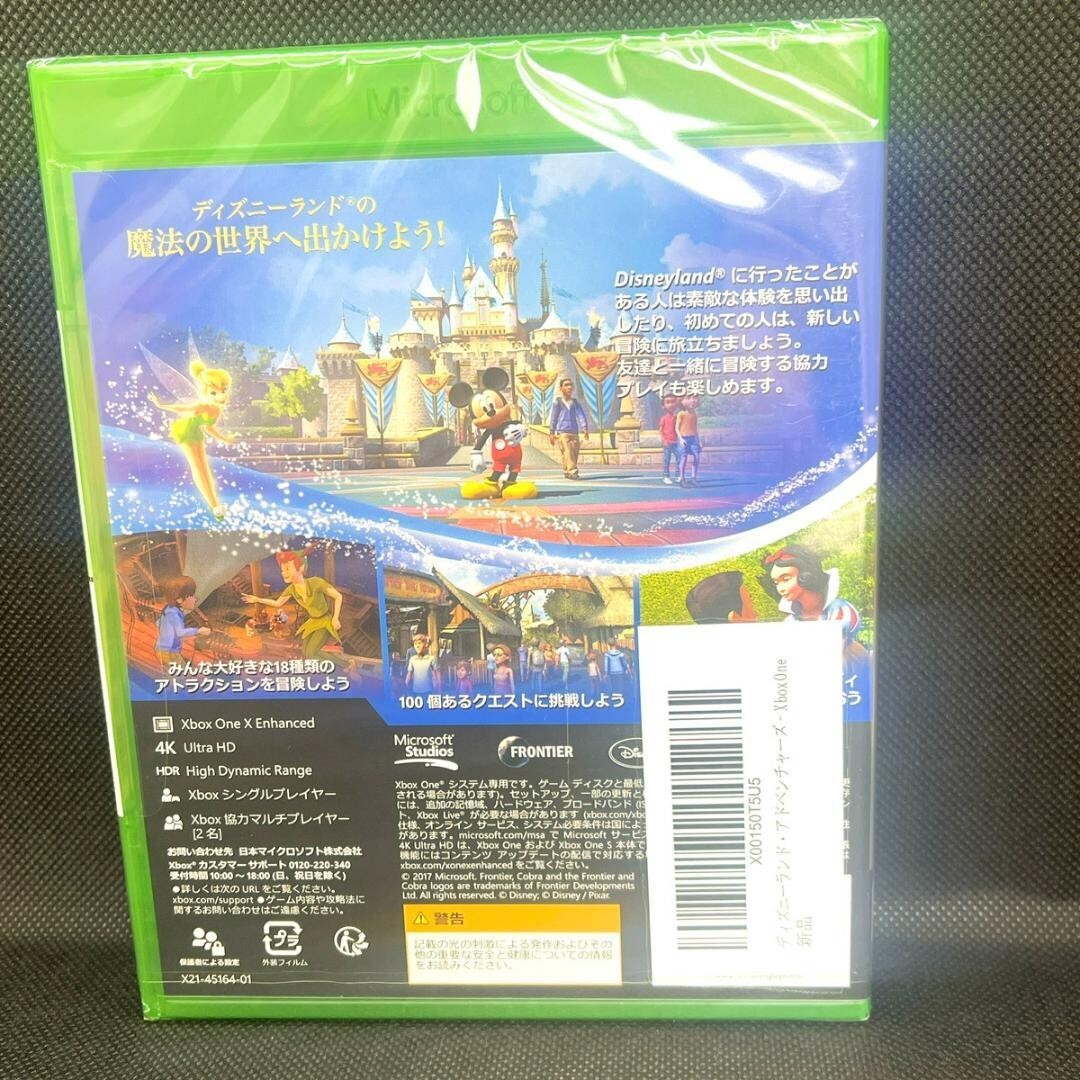 Microsoft
ディズニーランド®の
魔法の世界へ出かけよう!
Disneyland® に行ったことが
ある人は素敵な体験を思い出
したり、初めての人は、新しい
冒険に旅立ちましょう。
友達と一緒に冒険する協力
プレイも楽しめます。
みんな大好きな18種類の
アトラクションを冒険しよう
100 個あるクエストに挑戦しよう
Xbox One X Enhanced
4K Ultra HD
HDR High Dynamic Range
Xbox シングルプレイヤー
Xbox 協力マルチプレイヤー
[2 名]
お問い合わせ先 日本マイクロソフト株式会社
Xbox® カスタマー サポート 0120-220-340
受付時間 10:00 ～ 18:00 (日、祝日を除く)
●詳しくは次の URL をご覧ください。
xbox.com/support ●ゲーム内容や攻略法に
関するお問い合わせはご遠慮ください。
保護者による設定
プラ
外装フィルム
X21-45164-01
Microsoft Studios
FRONTIER
Xbox One® システム専用です。ゲーム ディスクと最低
される場合があります)。セットアップ、一部の更新と
には、追加の記憶域、ハードウェア、ブロードバンド
ト、Xbox Live® が必要な場合があります
仕様、オンライン サービス、システム必要条件は国によ
があります。microsoft.com/msa で Microsoft サービ
4K Ultra HD は、Xbox One および Xbox One S 本体で
機能にはコンテンツ アップデートの配信で対応する
xbox.com/xonexenhanced をご覧ください。
© 2017 Microsoft. Frontier, Cobra and the Frontier and
Cobra logos are trademarks of Frontier Developments
Ltd. All rights reserved. © Disney; © Disney / Pixar.
警告
記載の光の刺激による発作およびその
他の重要な安全と健康についての情報
をお読みください。
X00150T5U5
ディズニーランド・アドベンチャーズ - XboxOne
新品